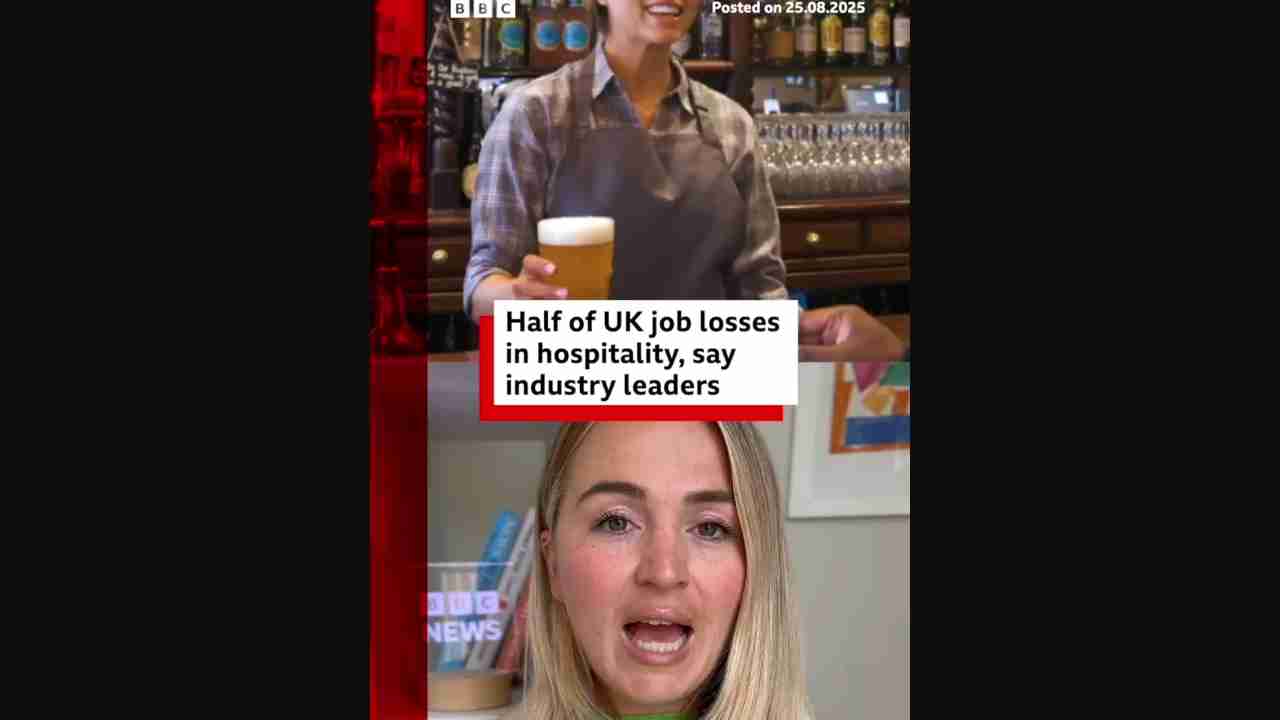 BBC
Posted on 25.08.2025
Half of UK job losses
in hospitality, say
industry leaders
BBC
NEWS